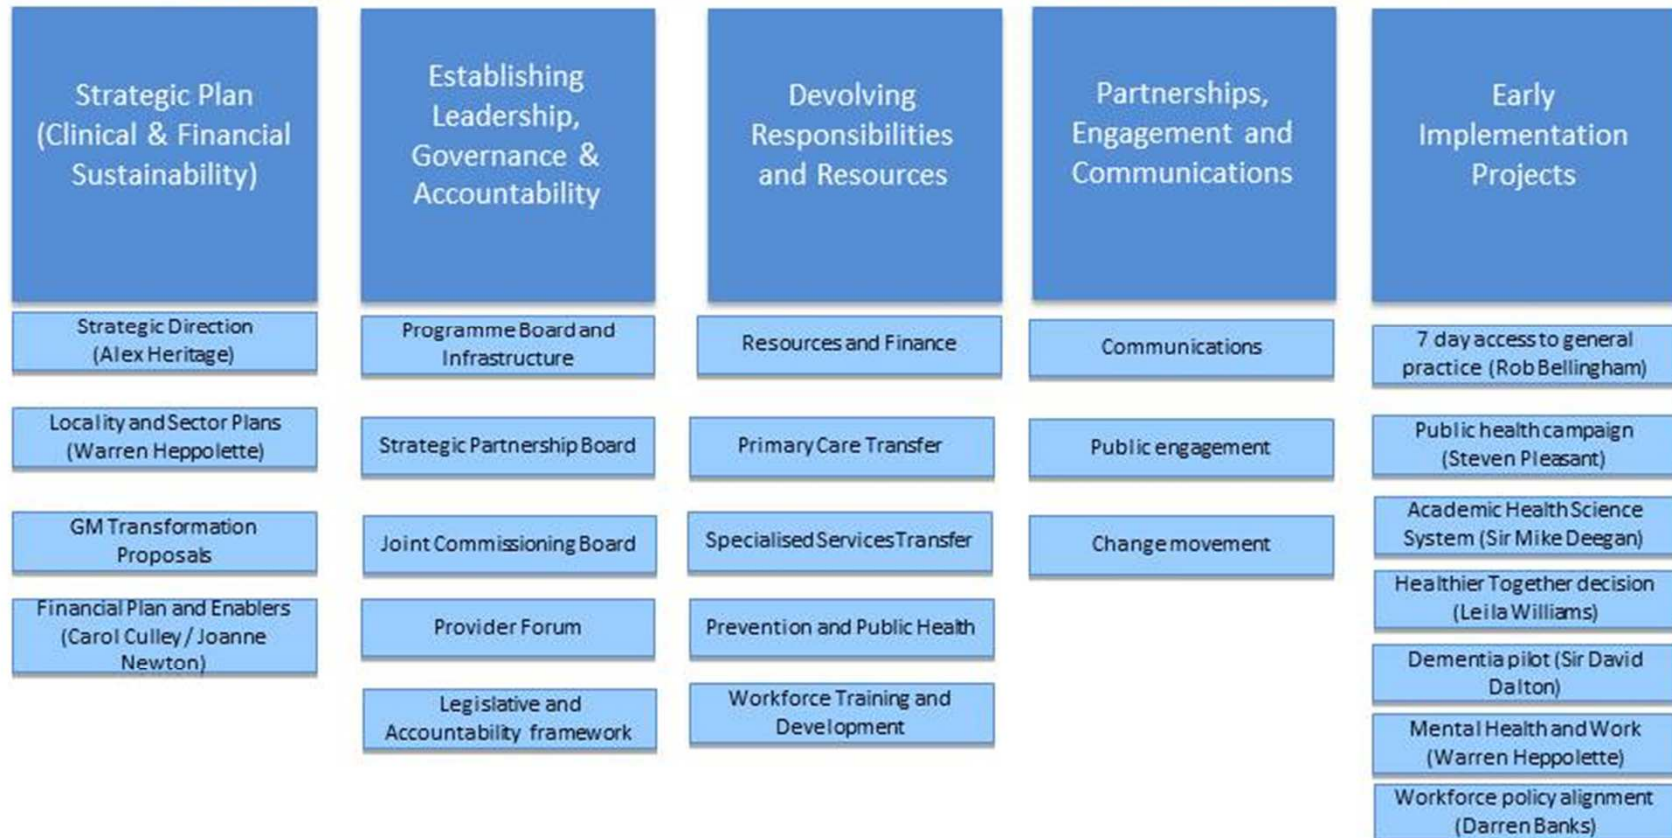 Strategic Plan
(Clinical & Financial
Sustainability)
Strategic Direction
(Alex Heritage)
Locality and Sector Plans
(Warren Heppolette)
GM Transformation
Proposals
Financial Plan and Enablers
(Carol Culley / Joanne
Newton)
Establishing
Leadership,
Governance &
Accountability
Programme Board and
Infrastructure
Strategic Partnership Board
Joint Commissioning Board
Provider Forum
Legislative and
Accountability framework
Devolving
Responsibilities
and Resources
Resources and Finance
Primary Care Transfer
Specialised Services Transfer
Prevention and Public Health
Workforce Training and
Development
Partnerships,
Engagement and
Communications
Communications
Public engagement
Change movement
Early
Implementation
Projects
7 day access to general
practice (Rob Bellingham)
Public health campaign
(Steven Pleasant)
Academic Health Science
System (Sir Mike Deegan)
Healthier Together decision
(Leila Williams)
Dementia pilot (Sir David
Dalton)
Mental Health and Work
(Warren Heppolette)
Workforce policy alignment
(Darren Banks)